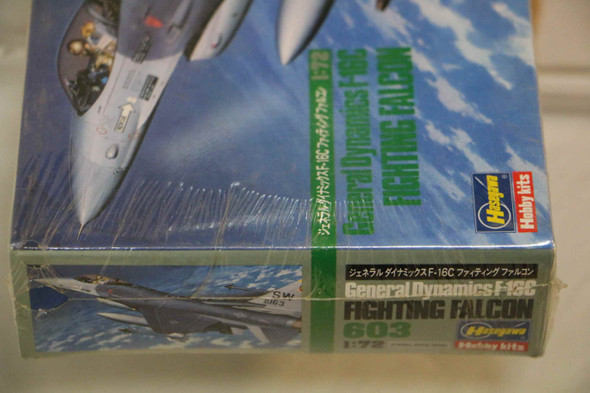 ジェネラル ダイナミックス F-16C ファイティング ファルコン 1:72
General Dynamics F-16C
FIGHTING FALCON
Hasegawa
Hobby kits
ジェネラル ダイナミックス F-16C ファイティング ファルコン
General Dynamics F-16C
FIGHTING FALCON
603
1:72
Hasegawa
Hobby kits
SW